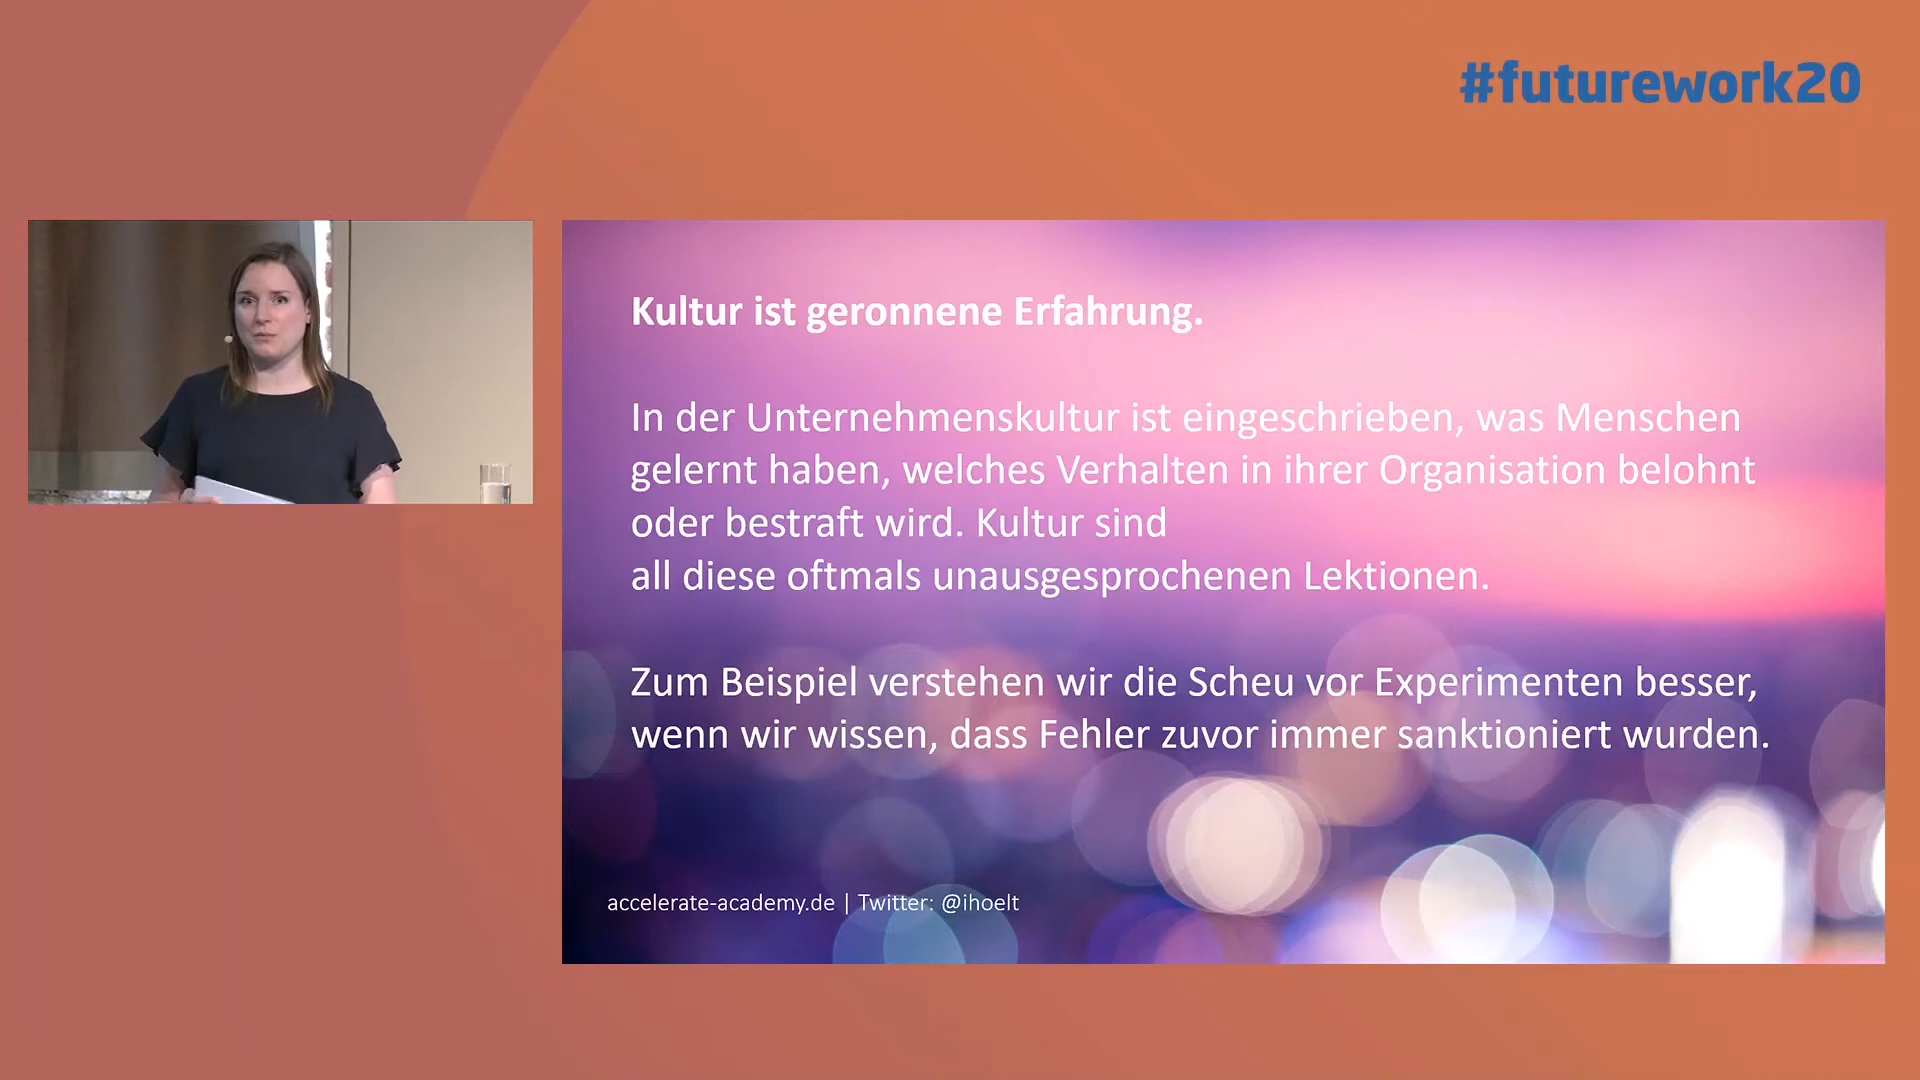 #futurework20
Kultur ist geronnene Erfahrung.
In der Unternehmenskultur ist eingeschrieben, was Menschen
gelernt haben, welches Verhalten in ihrer Organisation belohnt
oder bestraft wird. Kultur sind
all diese oftmals unausgesprochenen Lektionen.
Zum Beispiel verstehen wir die Scheu vor Experimenten besser,
wenn wir wissen, dass Fehler zuvor immer sanktioniert wurden.
accelerate-academy.de | Twitter: @ihoelt